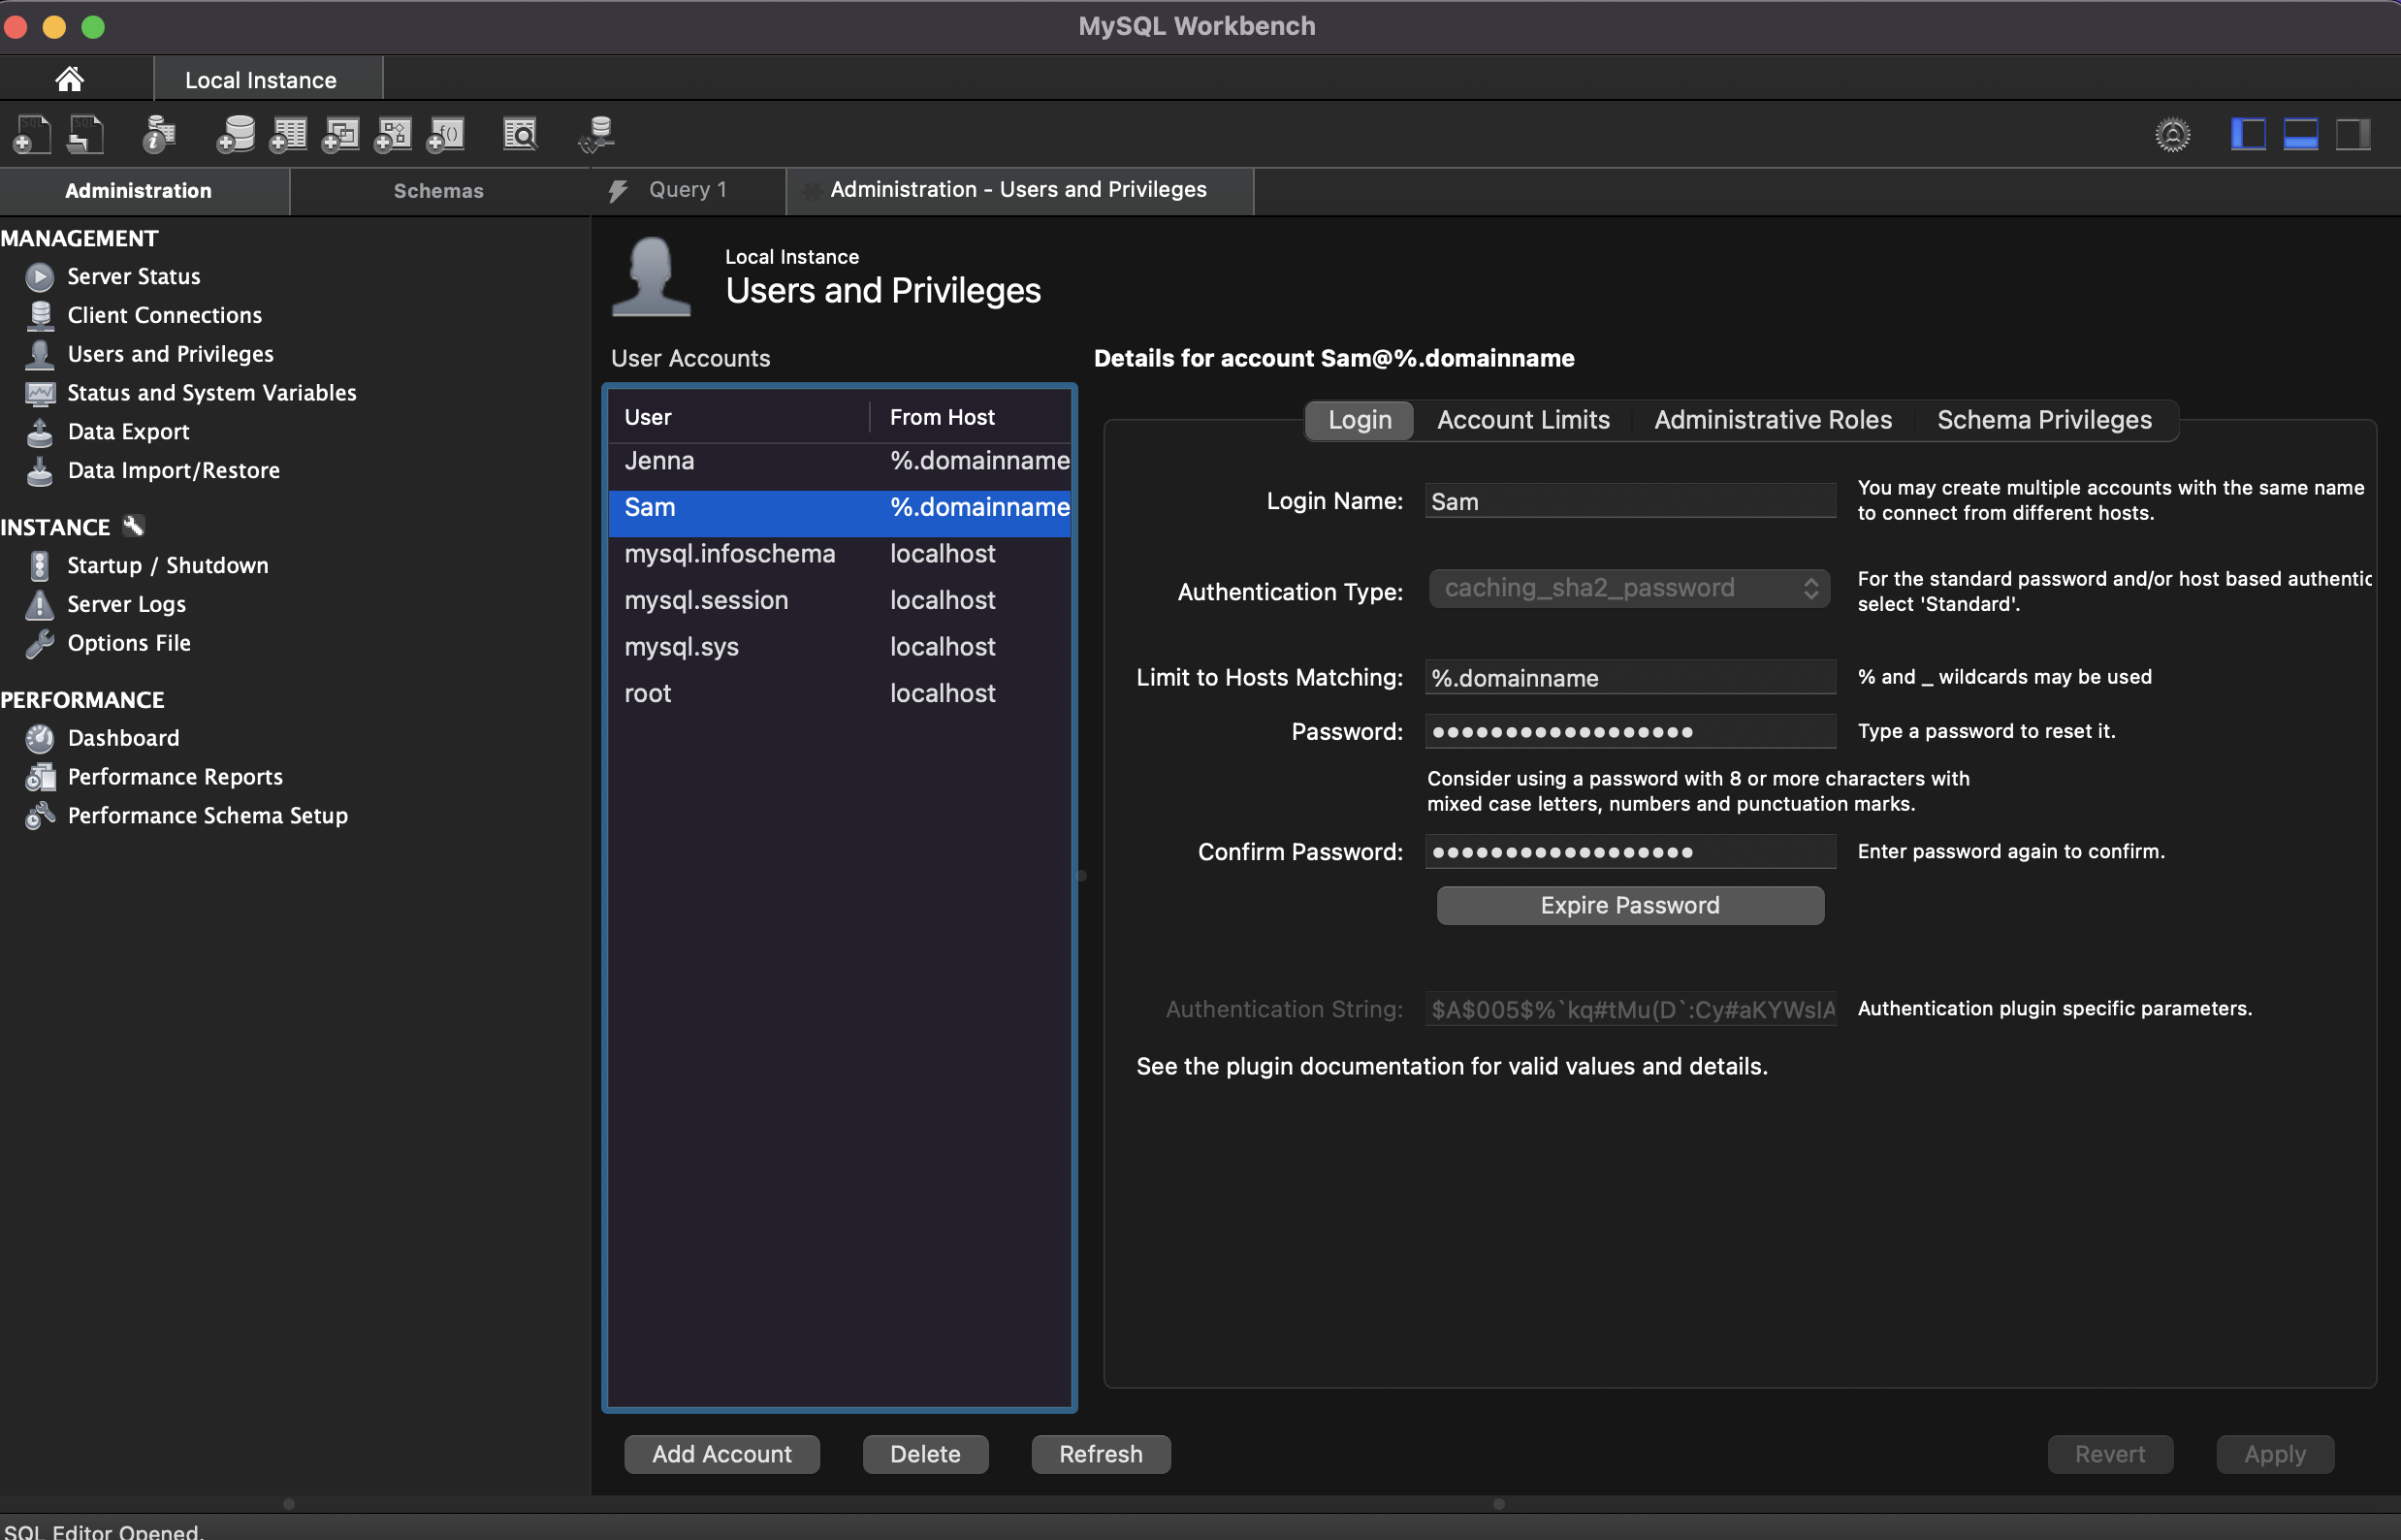 MySQL Workbench
Local Instance
Administration
Schemas
Query 1
Administration - Users and Privileges
MANAGEMENT
Server Status
Client Connections
Users and Privileges
Status and System Variables
Data Export
Data Import/Restore
INSTANCE
Startup / Shutdown
Server Logs
Options File
PERFORMANCE
Dashboard
Performance Reports
Performance Schema Setup
Local Instance
Users and Privileges
User Accounts
User From Host
Jenna %.domainname
Sam %.domainname
mysql.infoschema localhost
mysql.session localhost
mysql.sys localhost
root localhost
Add Account
Delete
Refresh
Details for account Sam@%.domainname
Login
Account Limits
Administrative Roles
Schema Privileges
Login Name: Sam
You may create multiple accounts with the same name
to connect from different hosts.
Authentication Type: caching_sha2_password
For the standard password and/or host based authentic
select 'Standard'.
Limit to Hosts Matching: %.domainname
% and _ wildcards may be used
Password: ••••••••••••••••••
Type a password to reset it.
Consider using a password with 8 or more characters with
mixed case letters, numbers and punctuation marks.
Confirm Password: ••••••••••••••••••
Enter password again to confirm.
Expire Password
Authentication String: $A$005$%`kq#tMu(D`:Cy#aKYWsIA
Authentication plugin specific parameters.
See the plugin documentation for valid values and details.
Revert
Apply
SQL Editor Opened.